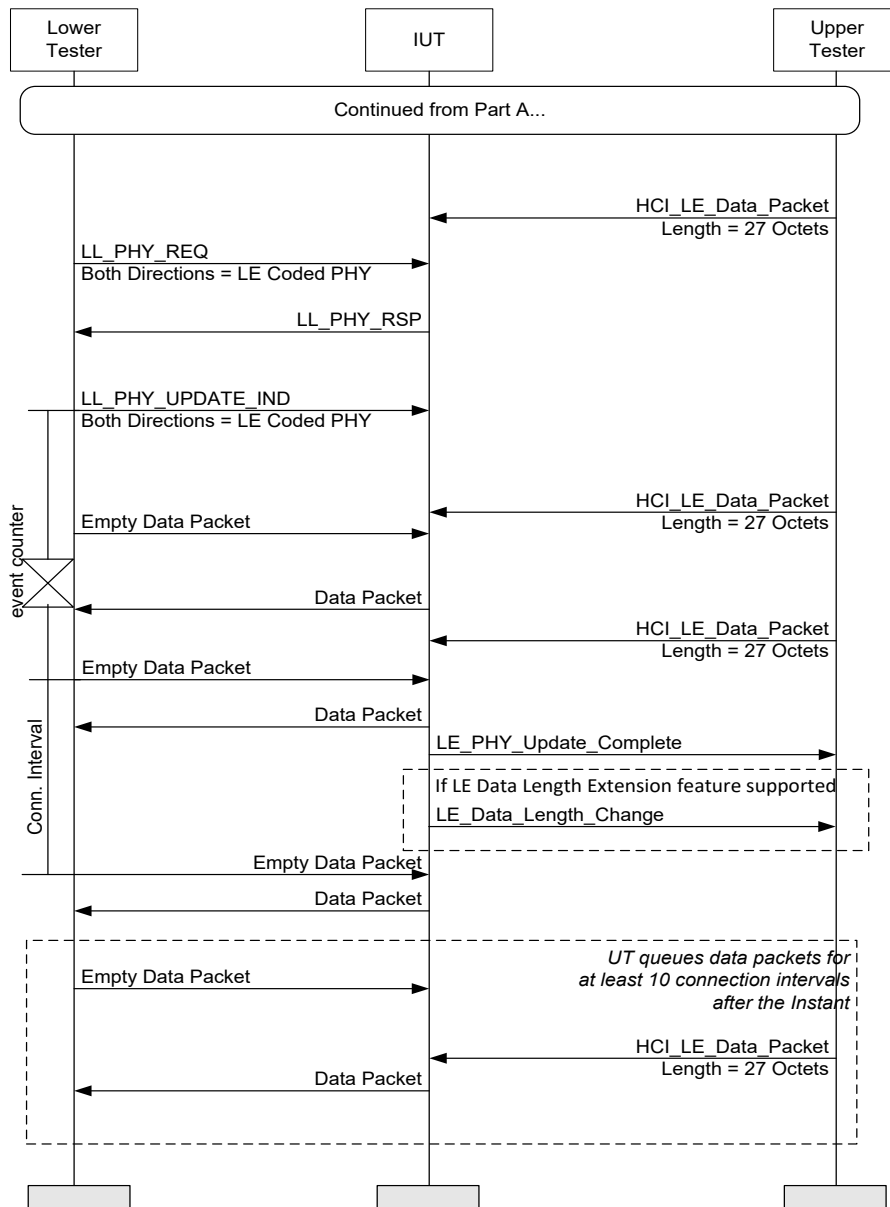 Lower
Tester
IUT
Upper
Tester
Continued from Part A...
HCI_LE_Data_Packet
Length = 27 Octets
LL_PHY_REQ
Both Directions = LE Coded PHY
LL_PHY_RSP
LL_PHY_UPDATE_IND
Both Directions = LE Coded PHY
HCI_LE_Data_Packet
Length = 27 Octets
Empty Data Packet
event counter
Data Packet
HCI_LE_Data_Packet
Length = 27 Octets
Empty Data Packet
Data Packet
LE_PHY_Update_Complete
Conn. Interval
If LE Data Length Extension feature supported
LE_Data_Length_Change
Empty Data Packet
Data Packet
UT queues data packets for
at least 10 connection intervals
after the Instant
Empty Data Packet
HCI_LE_Data_Packet
Length = 27 Octets
Data Packet